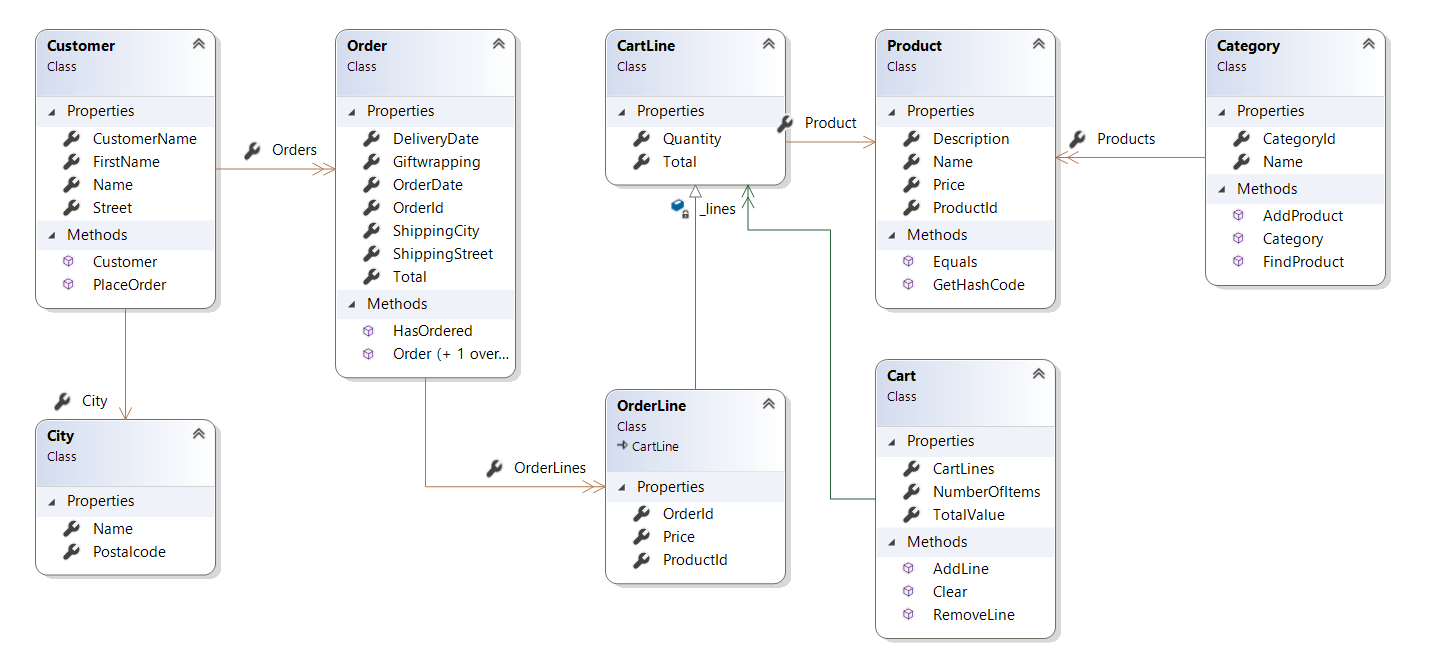 Customer
Class
Properties
CustomerName
FirstName
Name
Street
Methods
Customer
PlaceOrder
Orders
Order
Class
Properties
DeliveryDate
Giftwrapping
OrderDate
OrderId
ShippingCity
ShippingStreet
Total
Methods
HasOrdered
Order (+ 1 over...
CartLine
Class
Properties
Quantity
Total
Product
_lines
Product
Class
Properties
Description
Name
Price
ProductId
Methods
Equals
GetHashCode
Products
Category
Class
Properties
CategoryId
Name
Methods
AddProduct
Category
FindProduct
City
City
Class
Properties
Name
Postalcode
OrderLines
OrderLine
Class
CartLine
Properties
OrderId
Price
ProductId
Cart
Class
Properties
CartLines
NumberOfItems
TotalValue
Methods
AddLine
Clear
RemoveLine